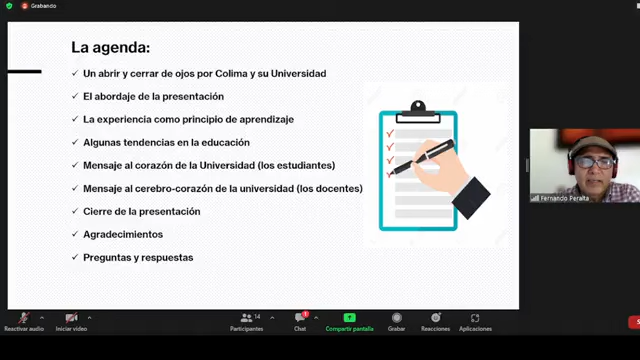 Grabando
La agenda:
✓ Un abrir y cerrar de ojos por Colima y su Universidad
✓ El abordaje de la presentación
✓ La experiencia como principio de aprendizaje
✓ Algunas tendencias en la educación
✓ Mensaje al corazón de la Universidad (los estudiantes)
✓ Mensaje al cerebro-corazón de la universidad (los docentes)
✓ Cierre de la presentación
✓ Agradecimientos
✓ Preguntas y respuestas
Fernando Peralta
Reactivar audio
Iniciar video
14
Participantes
1
Chat
Compartir pantalla
Grabar
Reacciones
Aplicaciones